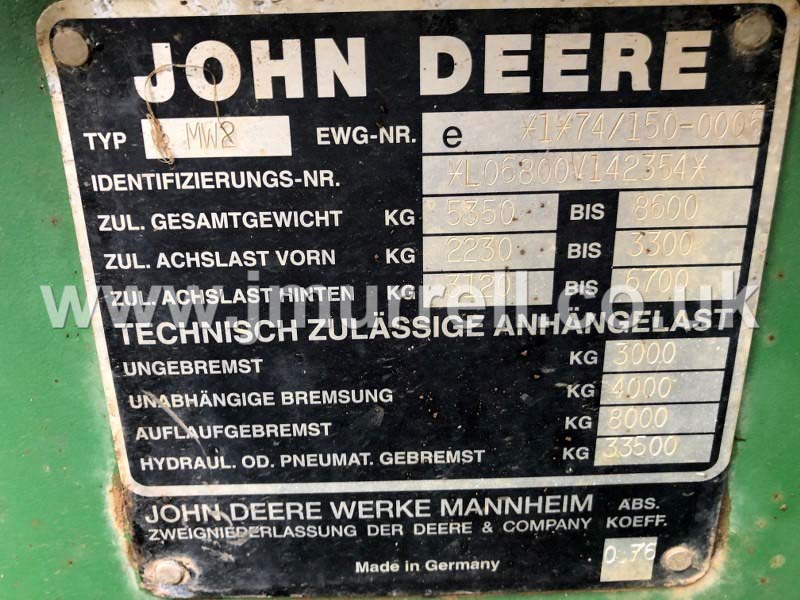 JOHN DEERE
TYP MW2 EWG-NR. e *1*74/150-0006
IDENTIFIZIERUNGS-NR. *L06800V142354*
ZUL. GESAMTGEWICHT KG 5350 BIS 8600
ZUL. ACHSLAST VORN KG 2230 BIS 3300
ZUL. ACHSLAST HINTEN KG 3120 BIS 6700
www.jmurrell.co.uk
TECHNISCH ZULÄSSIGE ANHÄNGELAST
UNGEBREMST KG 3000
UNABHÄNGIGE BREMSUNG KG 4000
AUFLAUFGEBREMST KG 8000
HYDRAUL. OD. PNEUMAT. GEBREMST KG 33500
JOHN DEERE WERKE MANNHEIM ABS.
ZWEIGNIEDERLASSUNG DER DEERE & COMPANY KOEFF.
Made in Germany 0.76